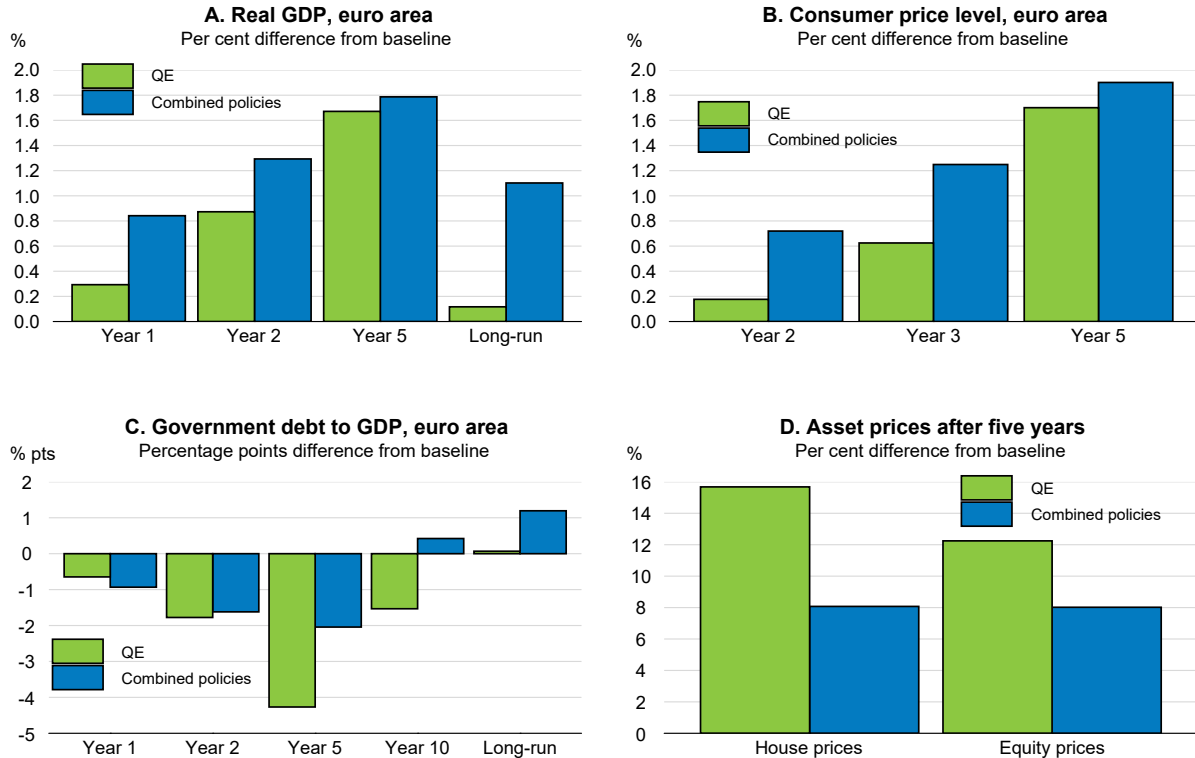 A. Real GDP, euro area
Per cent difference from baseline
%
2.0
1.8
1.6
1.4
1.2
1.0
0.8
0.6
0.4
0.2
0.0
QE
Combined policies
Year 1 Year 2 Year 5 Long-run
B. Consumer price level, euro area
Per cent difference from baseline
%
2.0
1.8
1.6
1.4
1.2
1.0
0.8
0.6
0.4
0.2
0.0
QE
Combined policies
Year 2 Year 3 Year 5
C. Government debt to GDP, euro area
Percentage points difference from baseline
% pts
2
1
0
-1
-2
-3
-4
-5
QE
Combined policies
Year 1 Year 2 Year 5 Year 10 Long-run
D. Asset prices after five years
Per cent difference from baseline
%
16
14
12
10
8
6
4
2
0
QE
Combined policies
House prices Equity prices